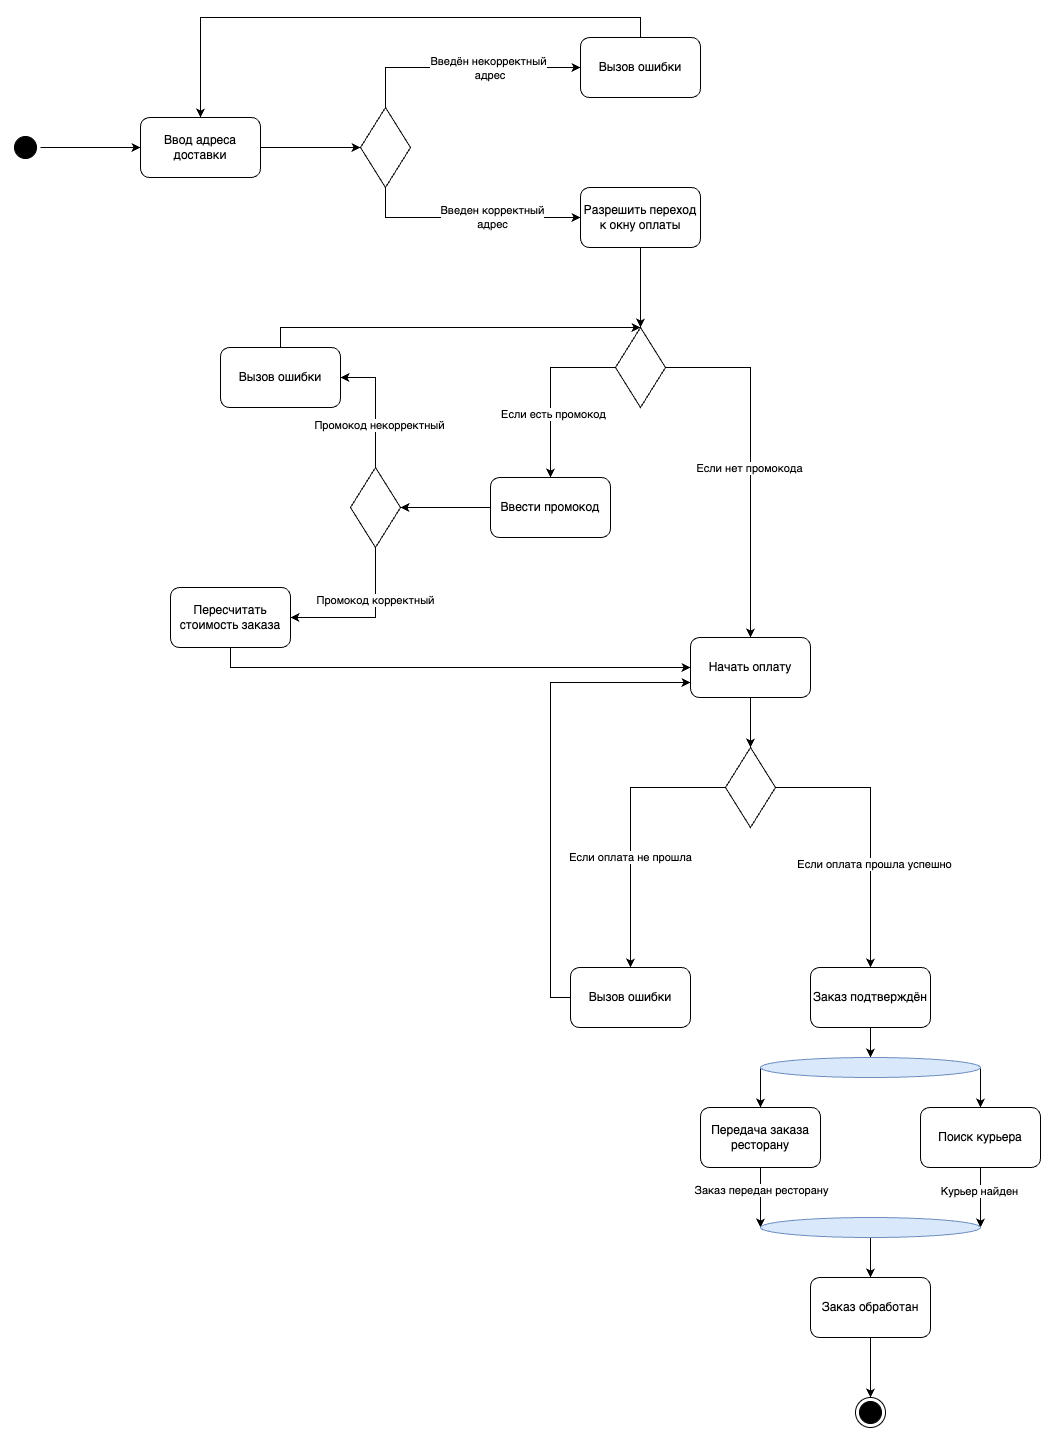 Введён некорректный
адрес
Вызов ошибки
Ввод адреса
доставки
Введен корректный
адрес
Разрешить переход
к окну оплаты
Вызов ошибки
Если есть промокод
Промокод некорректный
Если нет промокода
Ввести промокод
Промокод корректный
Пересчитать
стоимость заказа
Начать оплату
Если оплата не прошла
Если оплата прошла успешно
Вызов ошибки
Заказ подтверждён
Передача заказа
ресторану
Поиск курьера
Заказ передан ресторану
Курьер найден
Заказ обработан